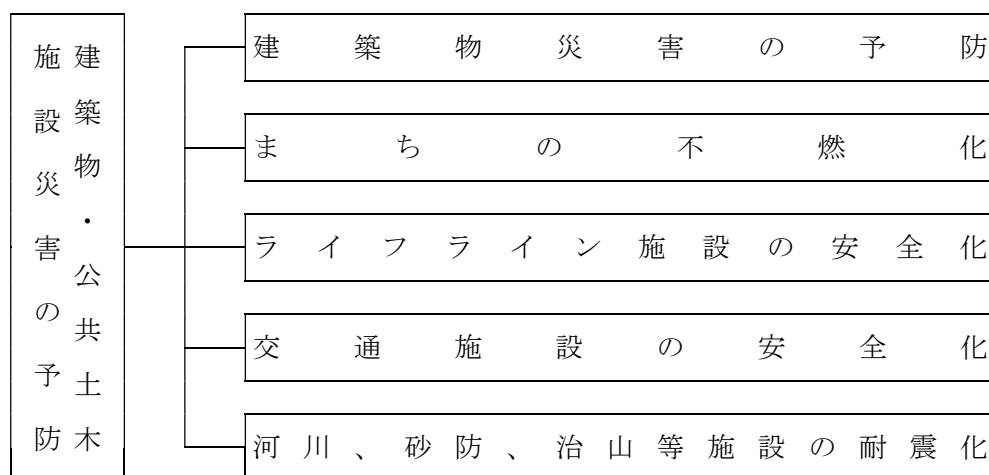 建築物・公共土木
施設災害の予防
建築物災害の予防
まちの不燃化
ライフライン施設の安全化
交通施設の安全化
河川、砂防、治山等施設の耐震化